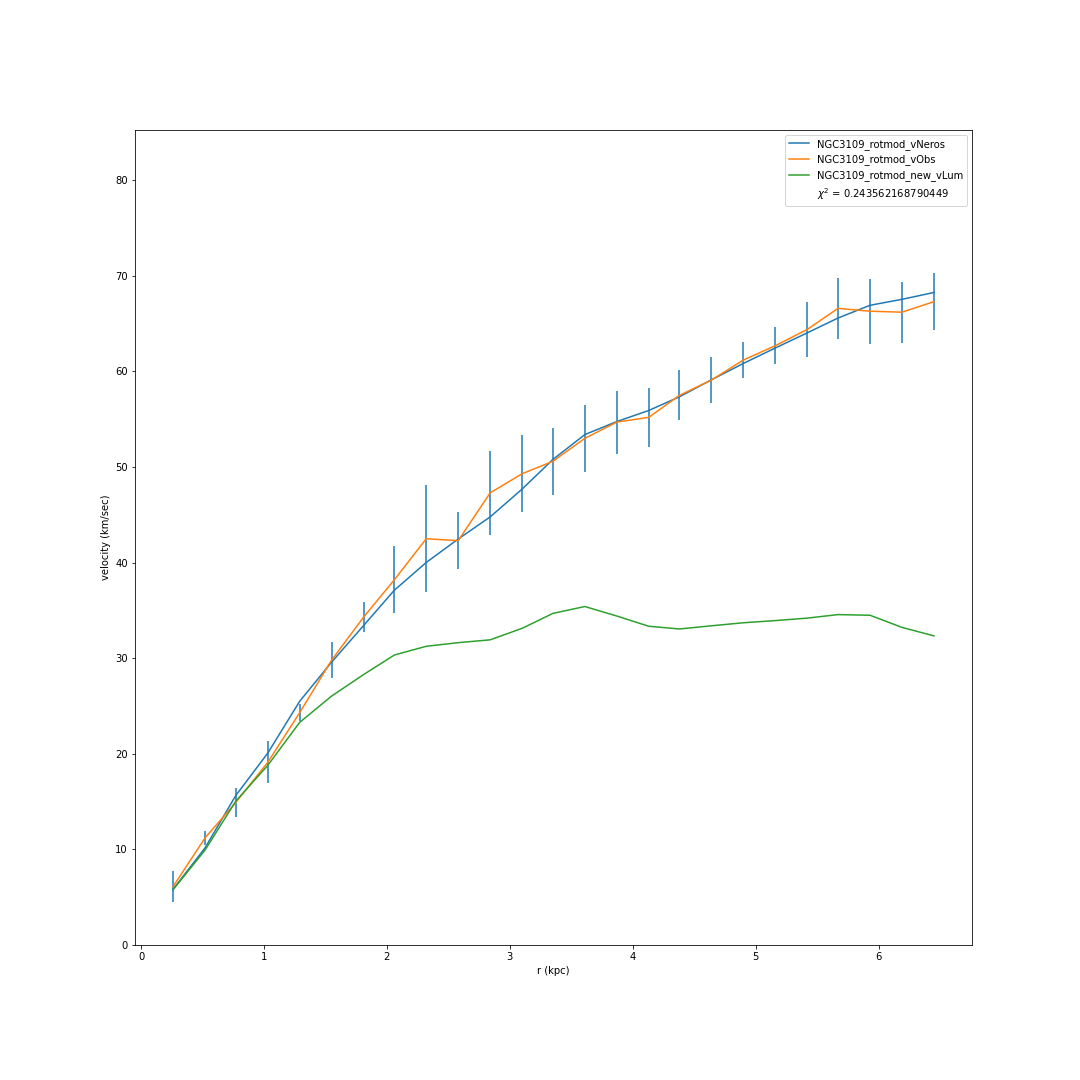 NGC3109_rotmod_vNeros
NGC3109_rotmod_vObs
NGC3109_rotmod_new_vLum
χ² = 0.243562168790449
80
70
60
50
40
30
20
10
0
velocity (km/sec)
0 1 2 3 4 5 6
r (kpc)